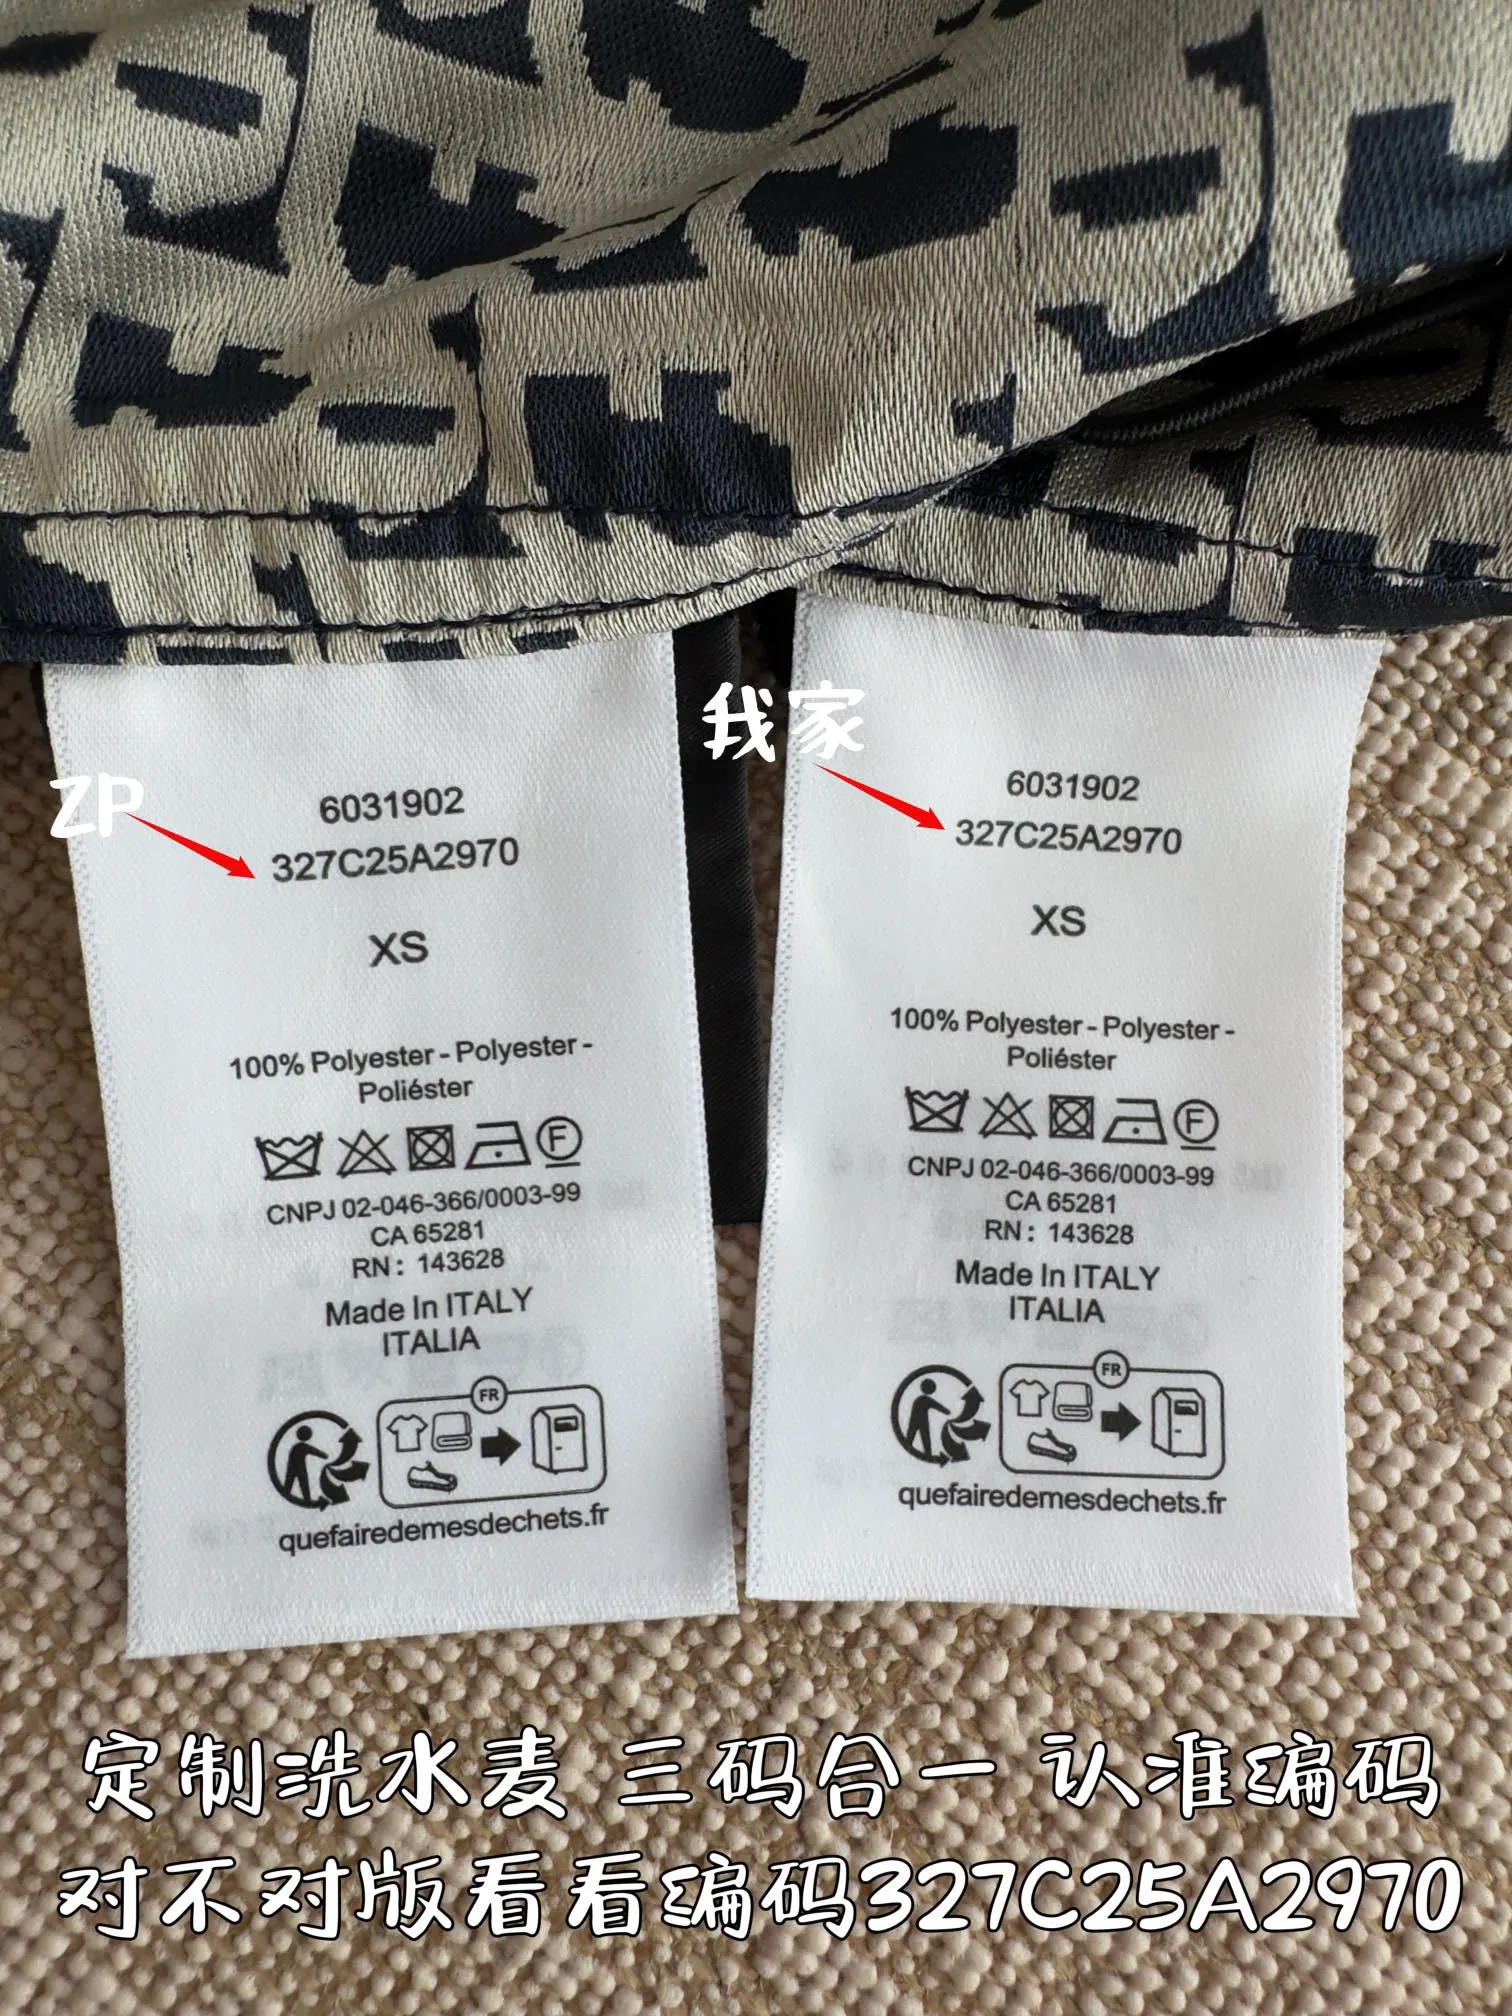 ZP
6031902
327C25A2970
XS
100% Polyester - Polyester -
Poliéster
F
CNPJ 02-046-366/0003-99
CA 65281
RN : 143628
Made In ITALY
ITALIA
FR
quefairedemesdechets.fr
我家
6031902
327C25A2970
XS
100% Polyester - Polyester -
Poliéster
F
CNPJ 02-046-366/0003-99
CA 65281
RN : 143628
Made In ITALY
ITALIA
FR
quefairedemesdechets.fr
定制洗水麦 三码合一 认准编码
对不对版看看编码327C25A2970